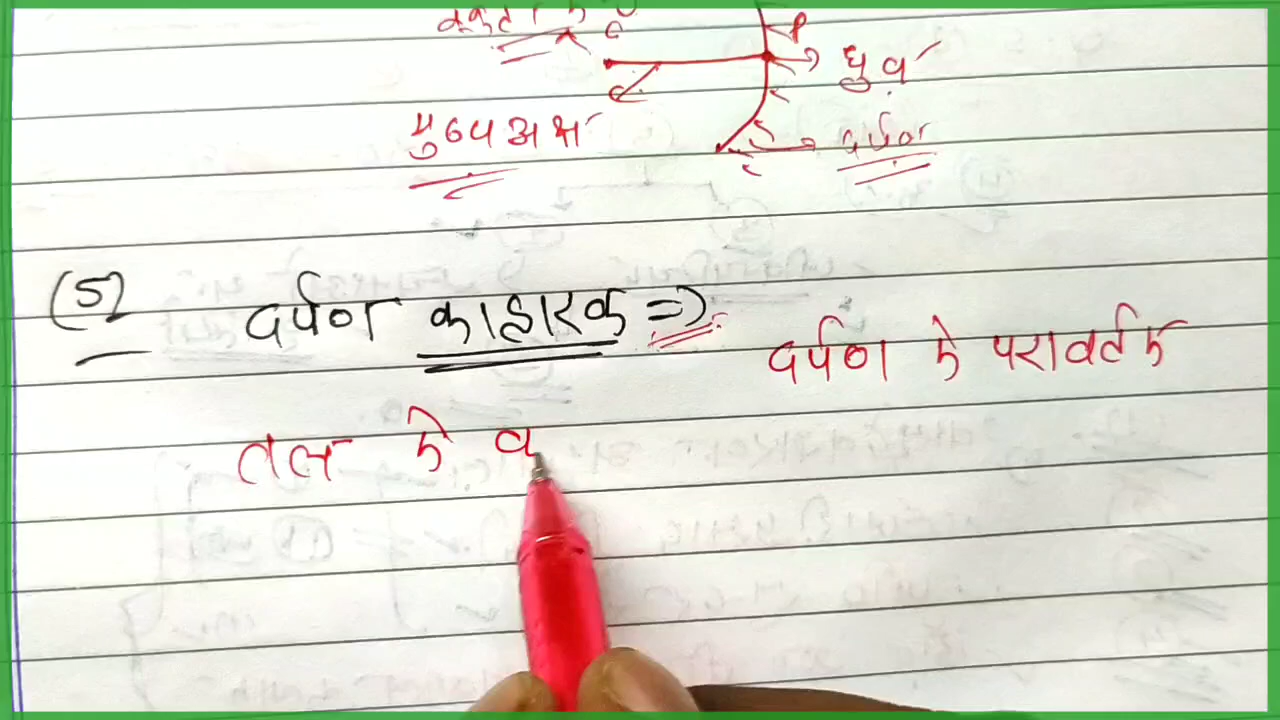 P
C
ध्रुव
मुख्य अक्ष
दर्पण
(5) दर्पण का द्वारक => दर्पण के परावर्तक
तल के व